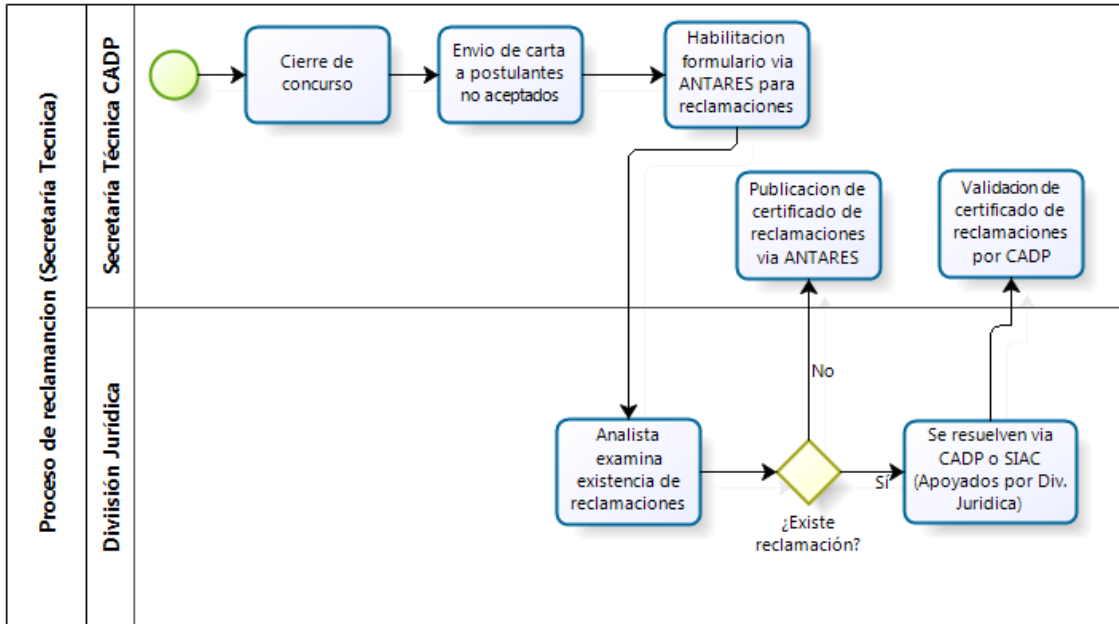 Proceso de reclamancion (Secretaría Tecnica)
Secretaría Técnica CADP
Cierre de
concurso
Envio de carta
a postulantes
no aceptados
Habilitacion
formulario via
ANTARES para
reclamaciones
Publicacion de
certificado de
reclamaciones
via ANTARES
Validacion de
certificado de
reclamaciones
por CADP
Diviisión Jurídica
Analista
examina
existencia de
reclamaciones
No
¿Existe
reclamación?
Sí
Se resuelven via
CADP o SIAC
(Apoyados por Div.
Juridica)